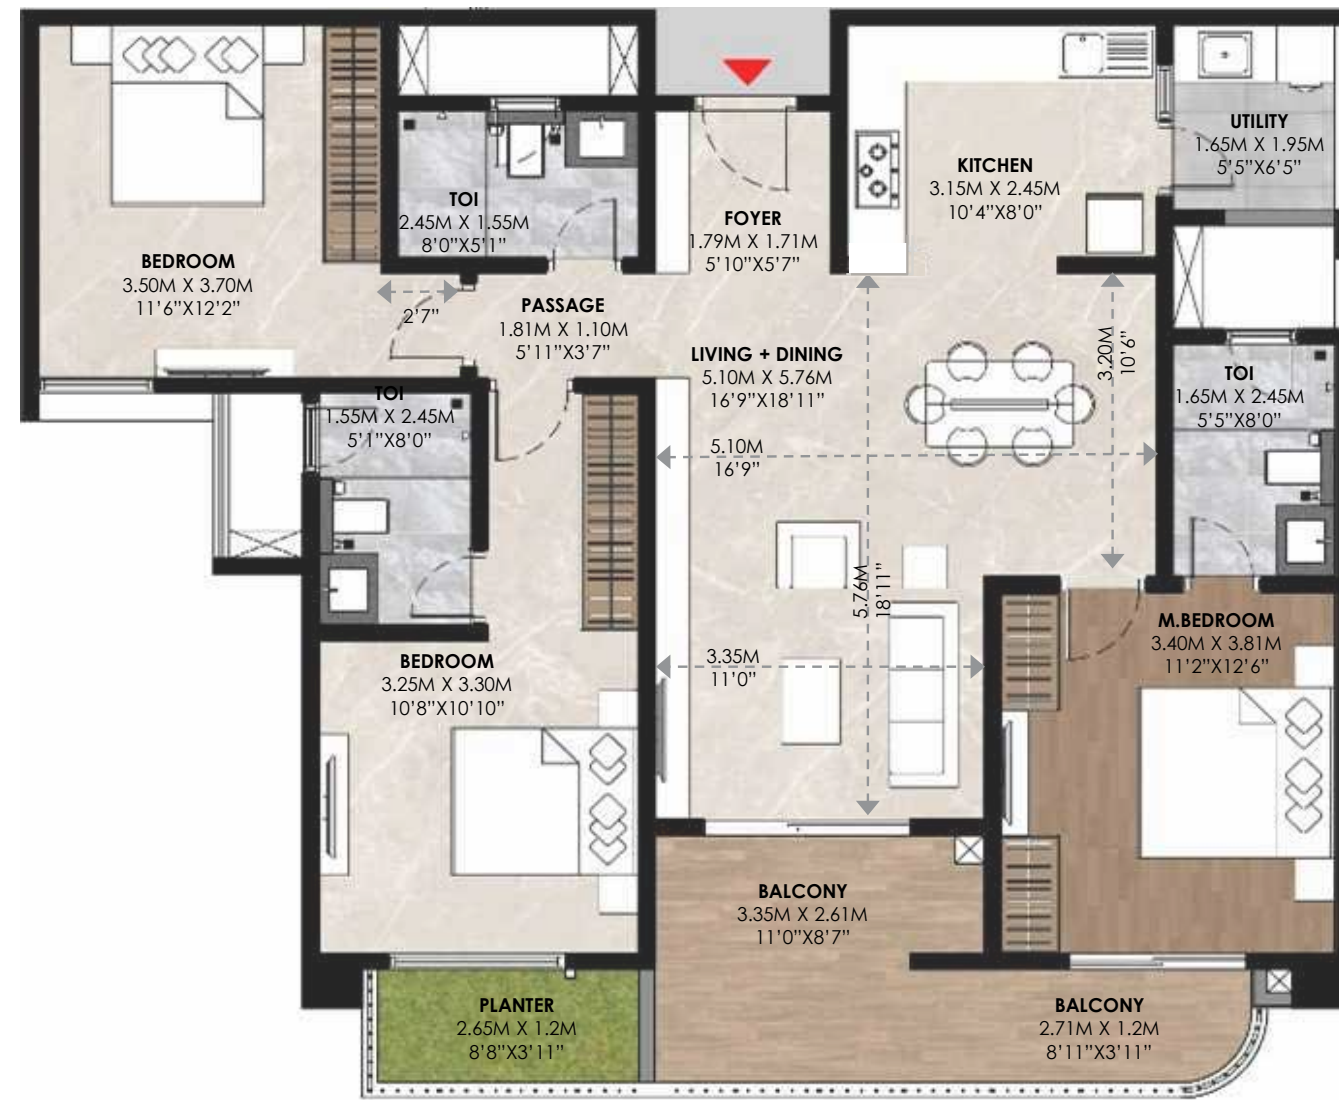 UTILITY
1.65M X 1.95M
5'5"X6'5"
KITCHEN
3.15M X 2.45M
10'4"X8'0"
TOI
2.45M X 1.55M
8'0"X5'1"
FOYER
1.79M X 1.71M
5'10"X5'7"
BEDROOM
3.50M X 3.70M
11'6"X12'2"
2'7"
PASSAGE
1.81M X 1.10M
5'11"X3'7"
LIVING + DINING
5.10M X 5.76M
16'9"X18'11"
3.20M
10'6"
TOI
1.65M X 2.45M
5'5"X8'0"
TOI
1.55M X 2.45M
5'1"X8'0"
5.10M
16'9"
5.76M
18'11"
M.BEDROOM
3.40M X 3.81M
11'2"X12'6"
BEDROOM
3.25M X 3.30M
10'8"X10'10"
3.35M
11'0"
BALCONY
3.35M X 2.61M
11'0"X8'7"
PLANTER
2.65M X 1.2M
8'8"X3'11"
BALCONY
2.71M X 1.2M
8'11"X3'11"